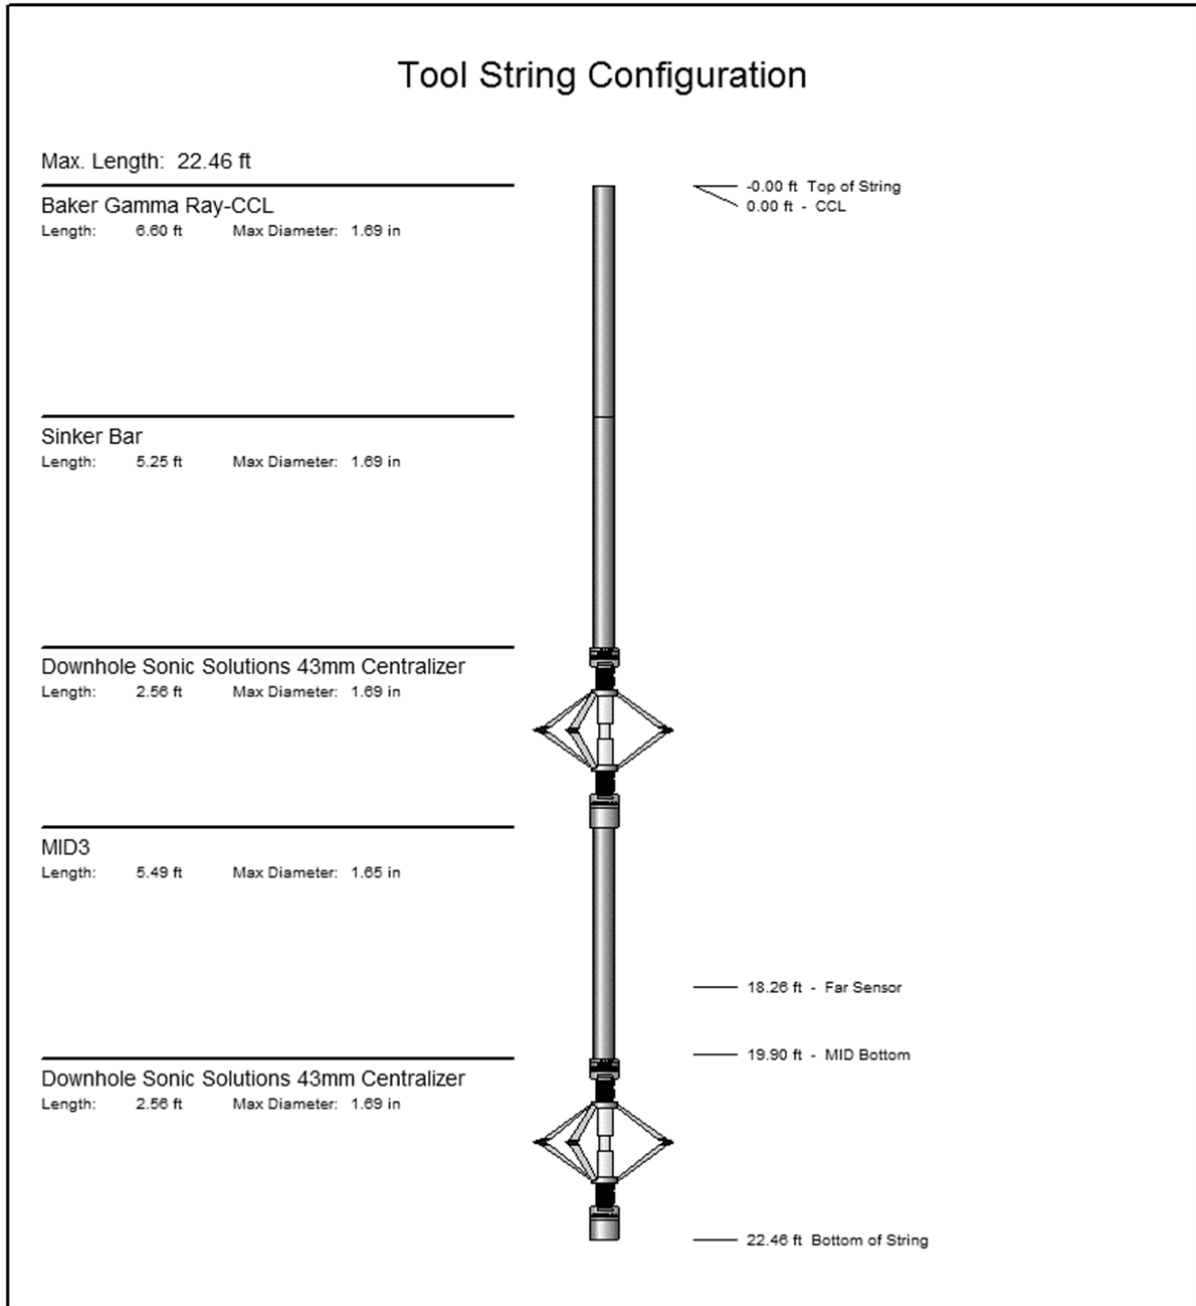 Tool String Configuration
Max. Length: 22.46 ft
Baker Gamma Ray-CCL
Length: 6.60 ft Max Diameter: 1.69 in
-0.00 ft Top of String
0.00 ft - CCL
Sinker Bar
Length: 5.25 ft Max Diameter: 1.69 in
Downhole Sonic Solutions 43mm Centralizer
Length: 2.56 ft Max Diameter: 1.69 in
MID3
Length: 5.49 ft Max Diameter: 1.65 in
18.26 ft - Far Sensor
19.90 ft - MID Bottom
Downhole Sonic Solutions 43mm Centralizer
Length: 2.56 ft Max Diameter: 1.69 in
22.46 ft Bottom of String